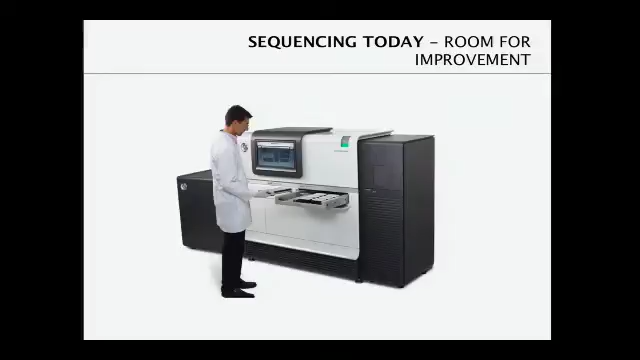 SEQUENCING TODAY – ROOM FOR
IMPROVEMENT